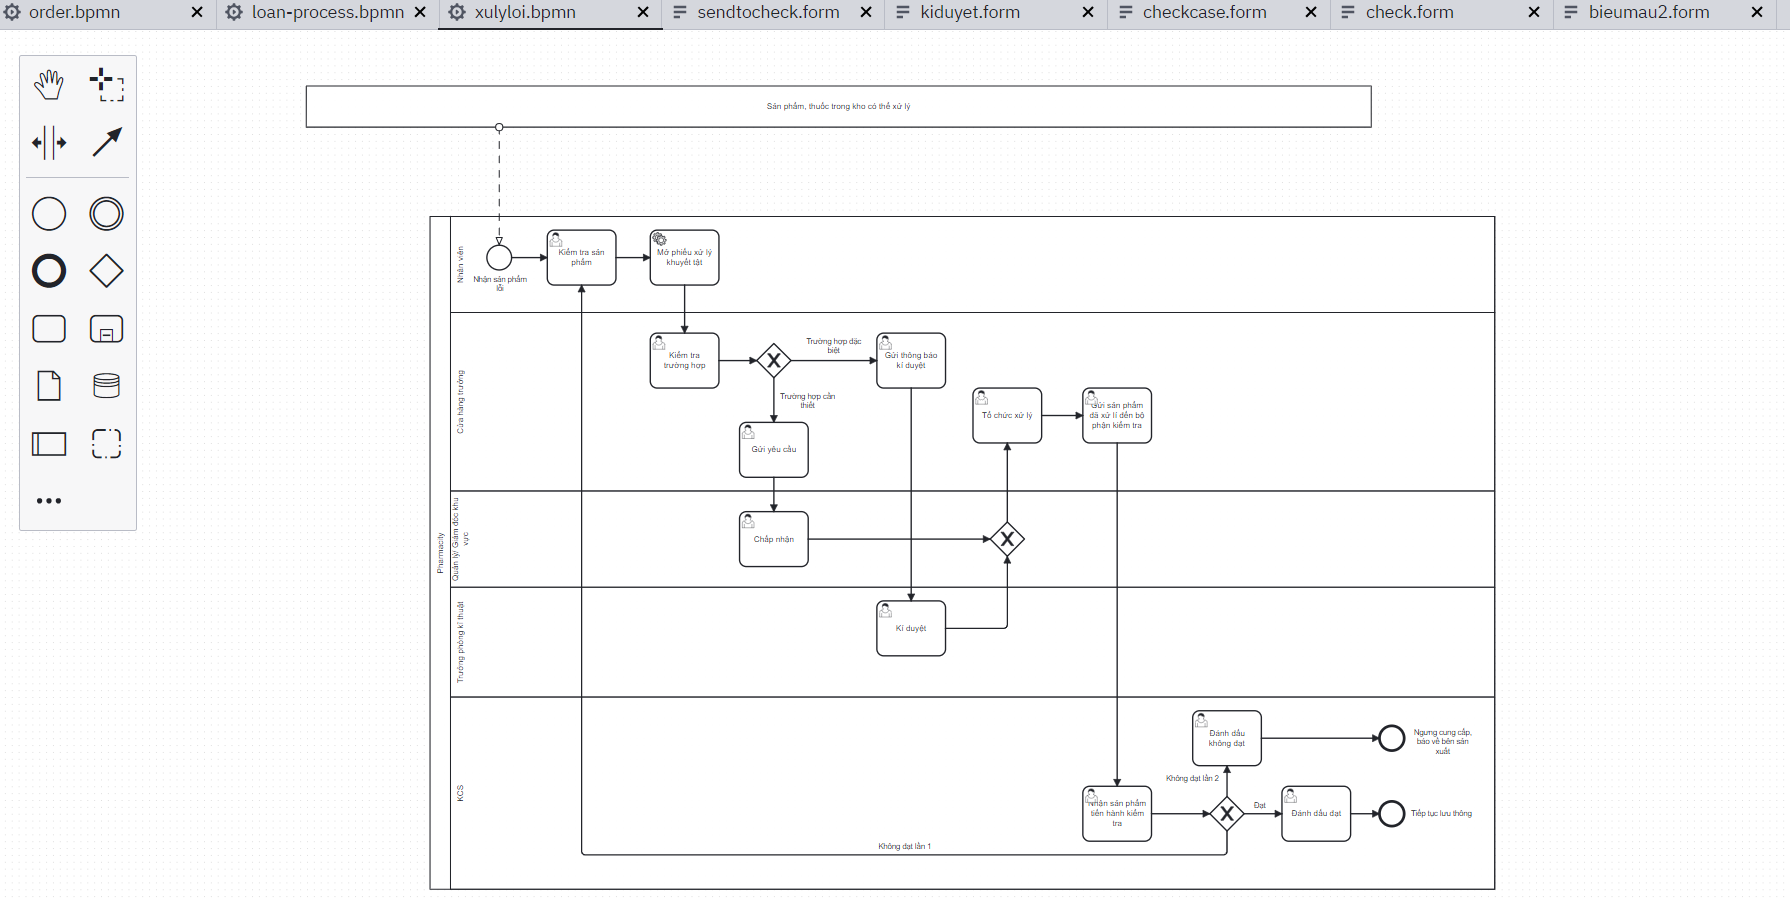 order.bpmn
loan-process.bpmn
xulyloi.bpmn
sendtocheck.form
kiduyet.form
checkcase.form
check.form
bieumau2.form
Sản phẩm, thuốc trong kho có thể xử lý
Pharmacity
Nhân viên
Nhận sản phẩm
lỗi
Kiểm tra sản
phẩm
Mở phiếu xử lý
khuyết tật
Cửa hàng trưởng
Kiểm tra
trường hợp
Trường hợp đặc
biệt
Gửi thông báo
kí duyệt
Trường hợp cần
thiết
Gửi yêu cầu
Tổ chức xử lý
Gửi sản phẩm
đã xử lí đến bộ
phận kiểm tra
Quản lý/ Giám đốc khu
vực
Chấp nhận
Trưởng phòng kĩ thuật
Kí duyệt
KCS
Đánh dấu
không đạt
Ngưng cung cấp,
báo về bên sản
xuất
Không đạt lần 2
Nhận sản phẩm
tiến hành kiểm
tra
Đạt
Đánh dấu đạt
Tiếp tục lưu thông
Không đạt lần 1